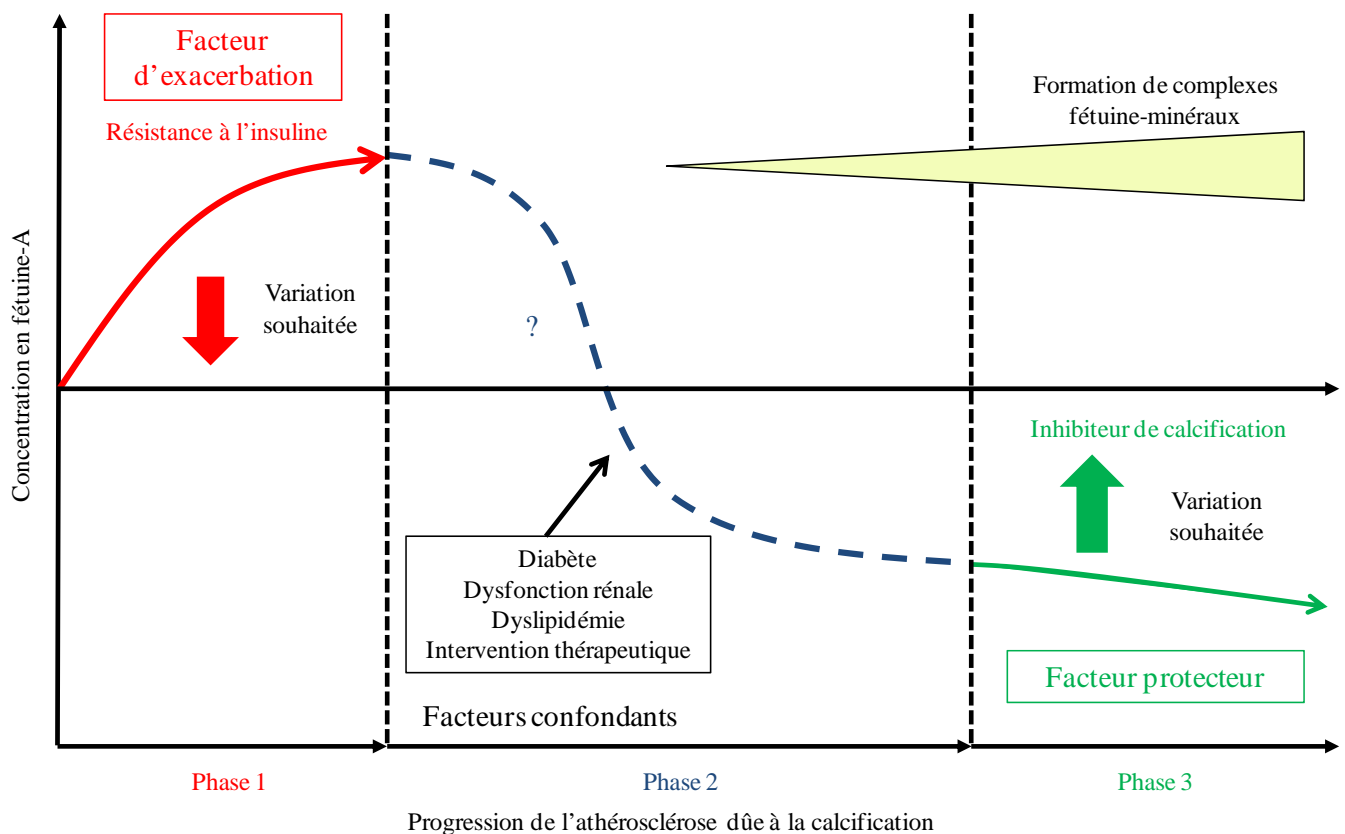 Facteur
d’exacerbation
Résistance à l’insuline
Formation de complexes
fétuine-minéraux
Concentration en fétuine-A
Variation
souhaitée
?
Inhibiteur de calcification
Variation
souhaitée
Diabète
Dysfonction rénale
Dyslipidémie
Intervention thérapeutique
Facteur protecteur
Facteurs confondants
Phase 1
Phase 2
Phase 3
Progression de l’athérosclérose dûe à la calcification